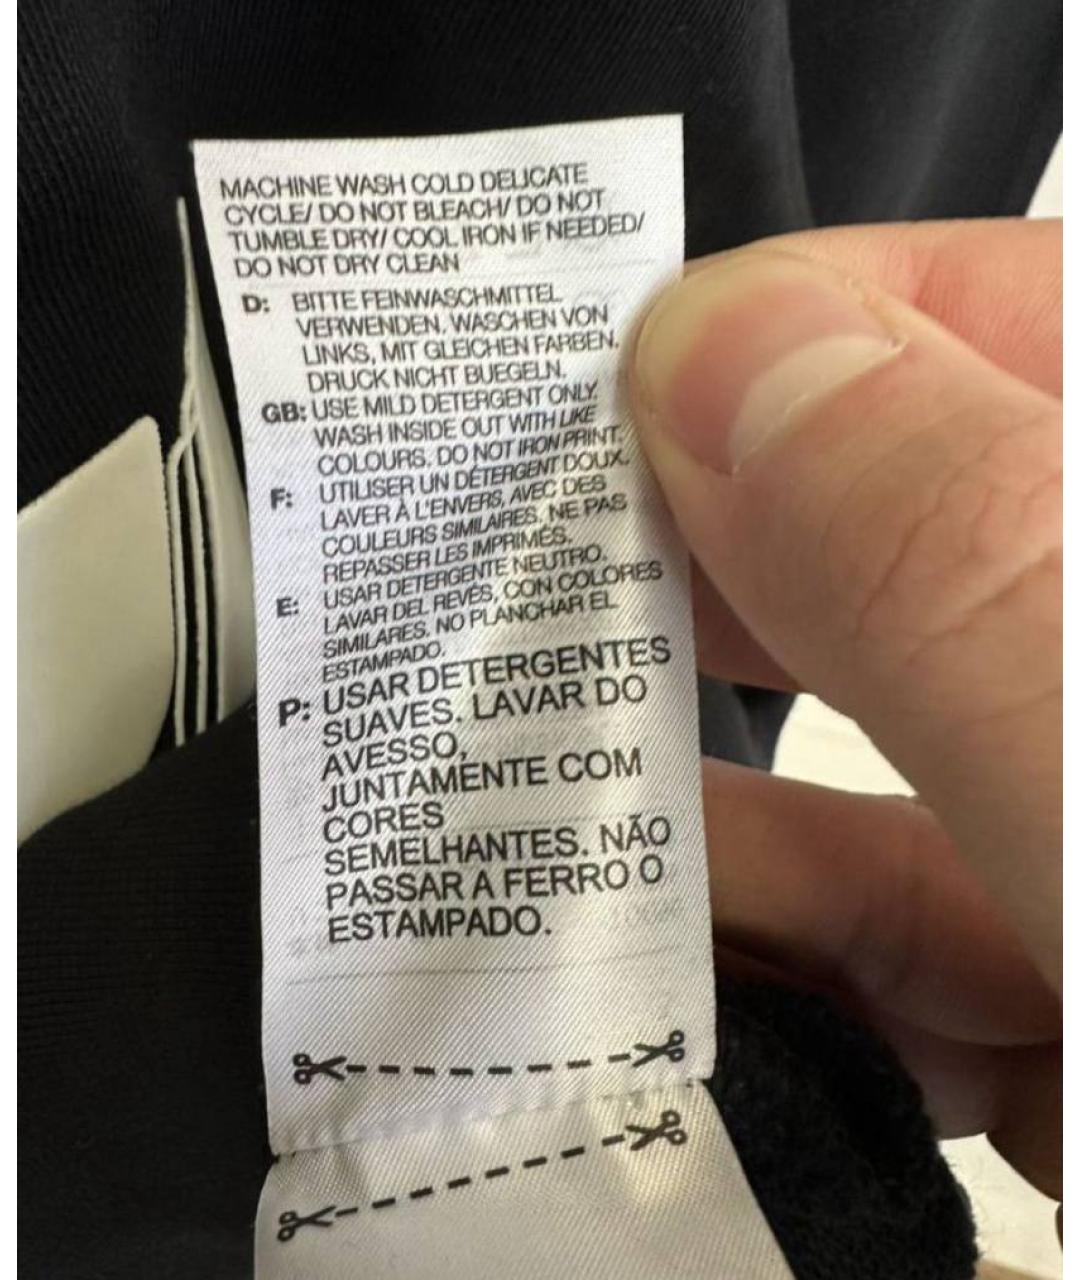 MACHINE WASH COLD DELICATE
CYCLE/ DO NOT BLEACH/ DO NOT
TUMBLE DRY/ COOL IRON IF NEEDED/
DO NOT DRY CLEAN
D: BITTE FEINWASCHMITTEL
VERWENDEN. WASCHEN VON
LINKS, MIT GLEICHEN FARBEN.
DRUCK NICHT BUEGELN.
GB: USE MILD DETERGENT ONLY.
WASH INSIDE OUT WITH LIKE
COLOURS. DO NOT IRON PRINT.
F: UTILISER UN DÉTERGENT DOUX.
LAVER À L'ENVERS, AVEC DES
COULEURS SIMILAIRES. NE PAS
REPASSER LES IMPRIMÉS.
E: USAR DETERGENTE NEUTRO.
LAVAR DEL REVÉS, CON COLORES
SIMILARES. NO PLANCHAR EL
ESTAMPADO.
P: USAR DETERGENTES
SUAVES. LAVAR DO
AVESSO,
JUNTAMENTE COM
CORES
SEMELHANTES. NÃO
PASSAR A FERRO O
ESTAMPADO.